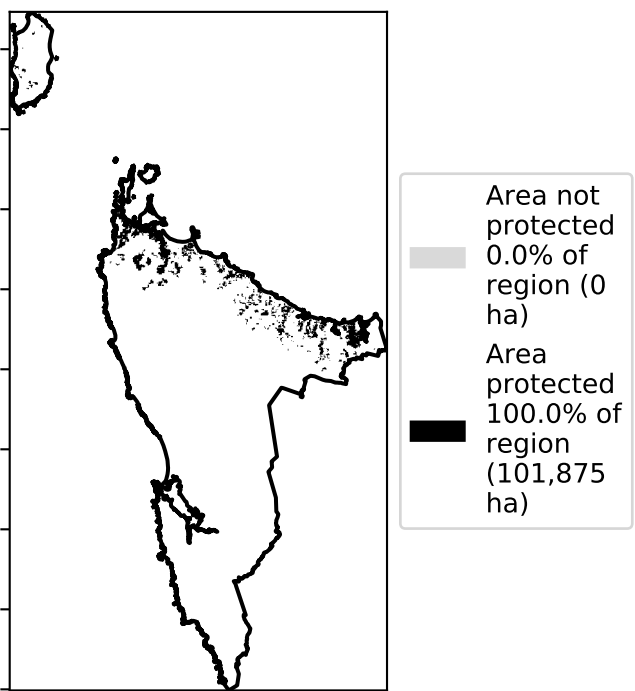 Area not
protected
0.0% of
region (0
ha)
Area
protected
100.0% of
region
(101,875
ha)